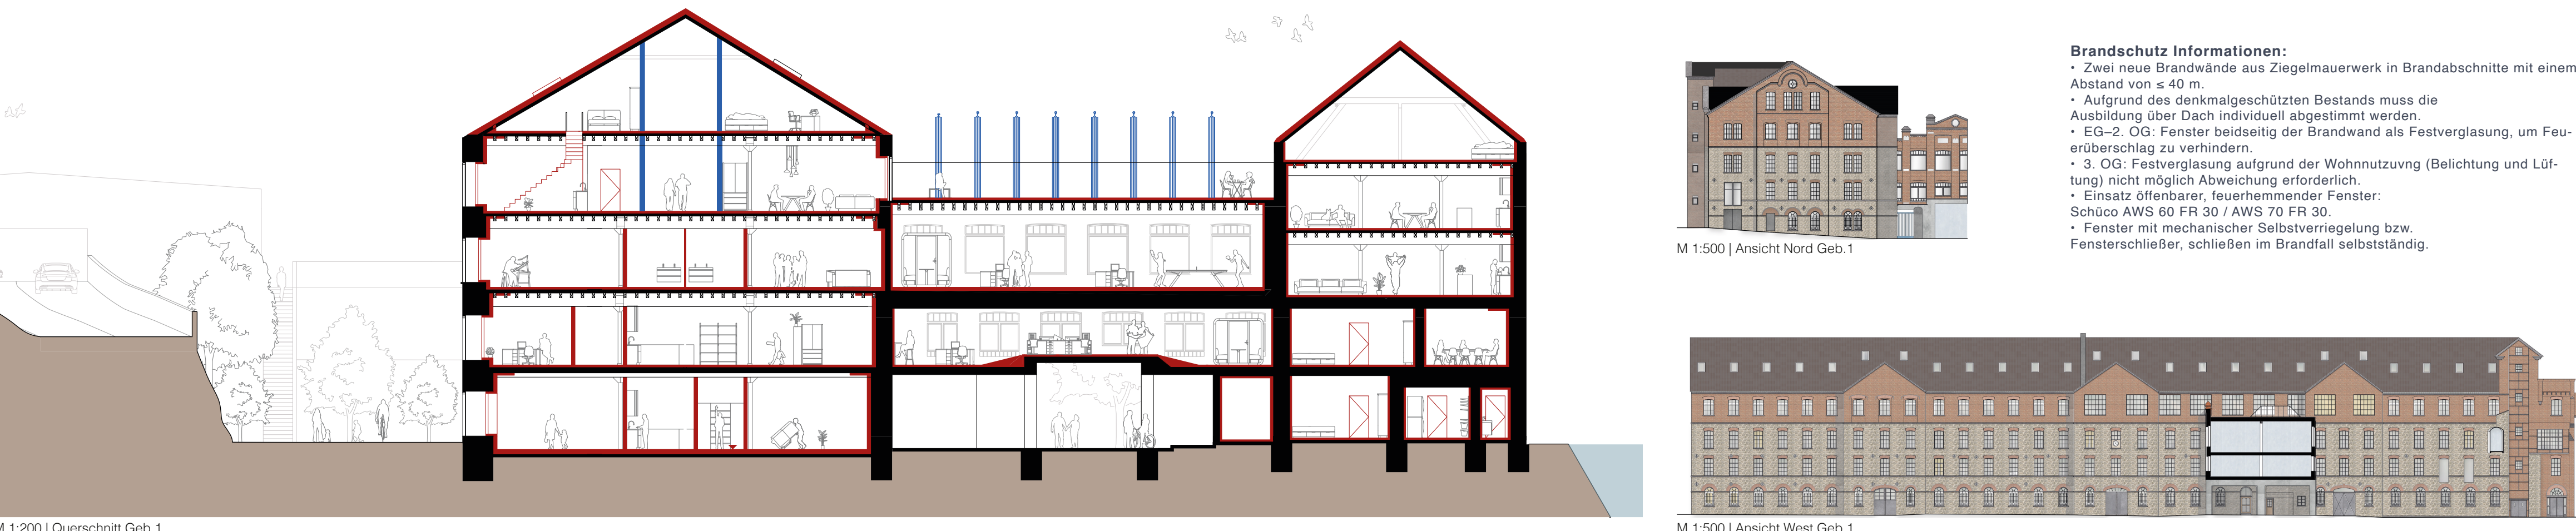 Brandschutz Informationen:
• Zwei neue Brandwände aus Ziegelmauerwerk in Brandabschnitte mit einem
Abstand von ≤ 40 m.
• Aufgrund des denkmalgeschützten Bestands muss die
Ausbildung über Dach individuell abgestimmt werden.
• EG–2. OG: Fenster beidseitig der Brandwand als Festverglasung, um Feu-
erüberschlag zu verhindern.
• 3. OG: Festverglasung aufgrund der Wohnnutzuvng (Belichtung und Lüf-
tung) nicht möglich Abweichung erforderlich.
• Einsatz öffenbarer, feuerhemmender Fenster:
Schüco AWS 60 FR 30 / AWS 70 FR 30.
• Fenster mit mechanischer Selbstverriegelung bzw.
Fensterschließer, schließen im Brandfall selbstständig.
M 1:500 | Ansicht Nord Geb.1
M 1:200 | Querschnitt Geb.1
M 1:500 | Ansicht West Geb.1